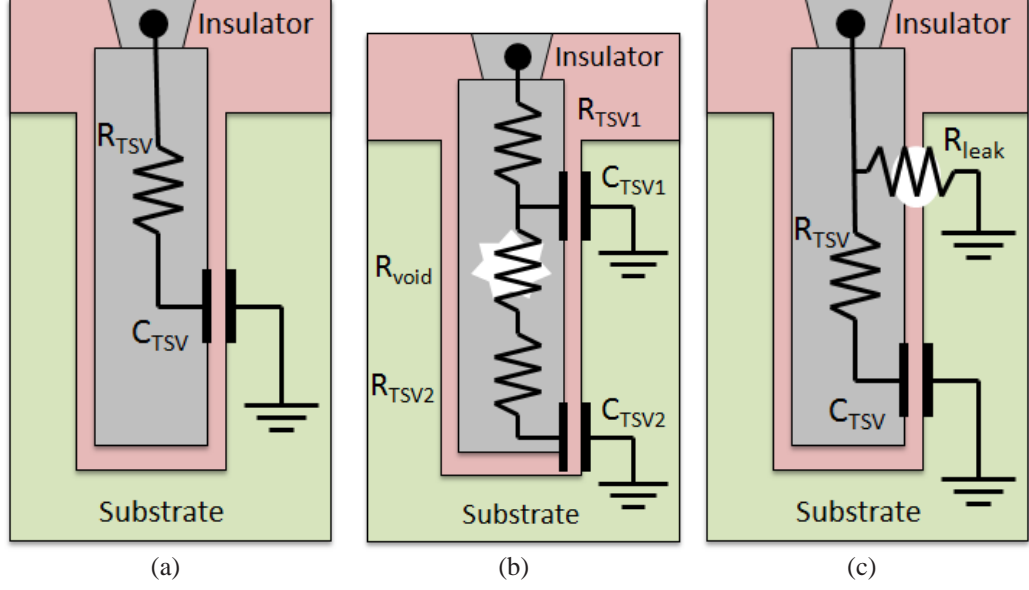 Insulator
R_TSV
C_TSV
Substrate
(a)
Insulator
R_TSV1
C_TSV1
R_void
R_TSV2
C_TSV2
Substrate
(b)
Insulator
R_leak
R_TSV
C_TSV
Substrate
(c)